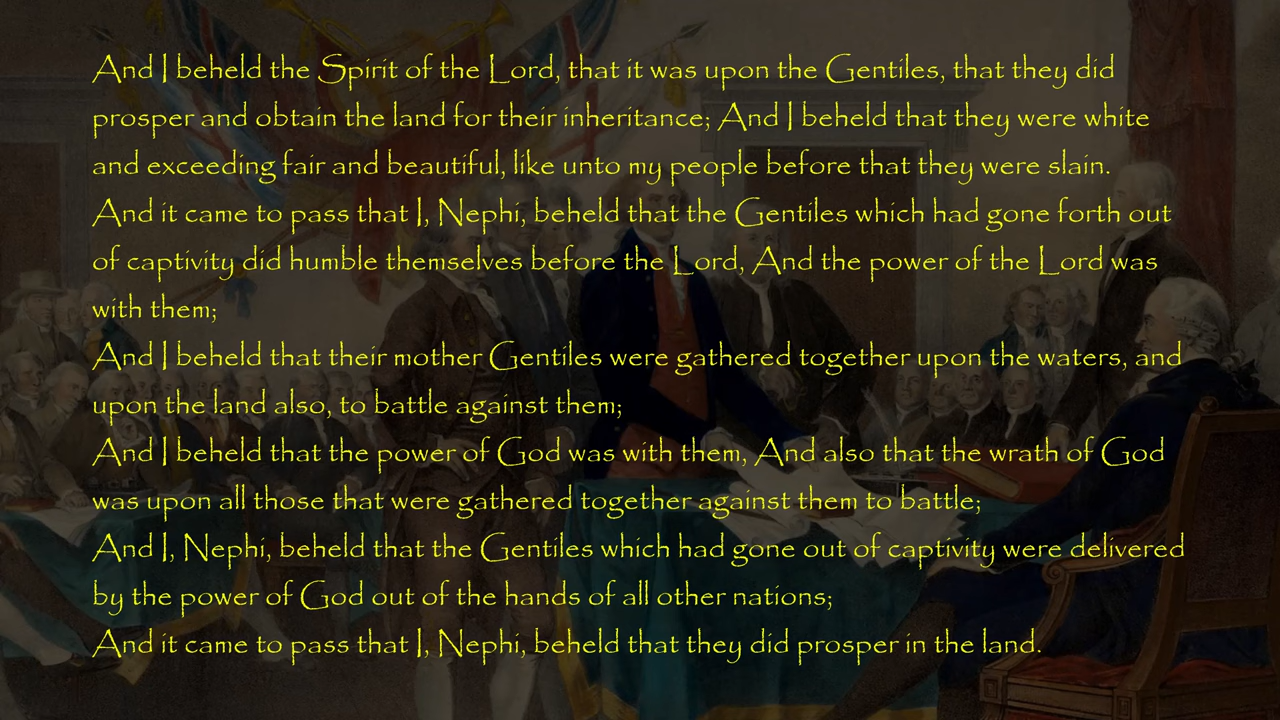 And I beheld the Spirit of the Lord, that it was upon the Gentiles, that they did
prosper and obtain the land for their inheritance; And I beheld that they were white
and exceeding fair and beautiful, like unto my people before that they were slain.
And it came to pass that I, Nephi, beheld that the Gentiles which had gone forth out
of captivity did humble themselves before the Lord, And the power of the Lord was
with them;
And I beheld that their mother Gentiles were gathered together upon the waters, and
upon the land also, to battle against them;
And I beheld that the power of God was with them, And also that the wrath of God
was upon all those that were gathered together against them to battle;
And I, Nephi, beheld that the Gentiles which had gone out of captivity were delivered
by the power of God out of the hands of all other nations;
And it came to pass that I, Nephi, beheld that they did prosper in the land.